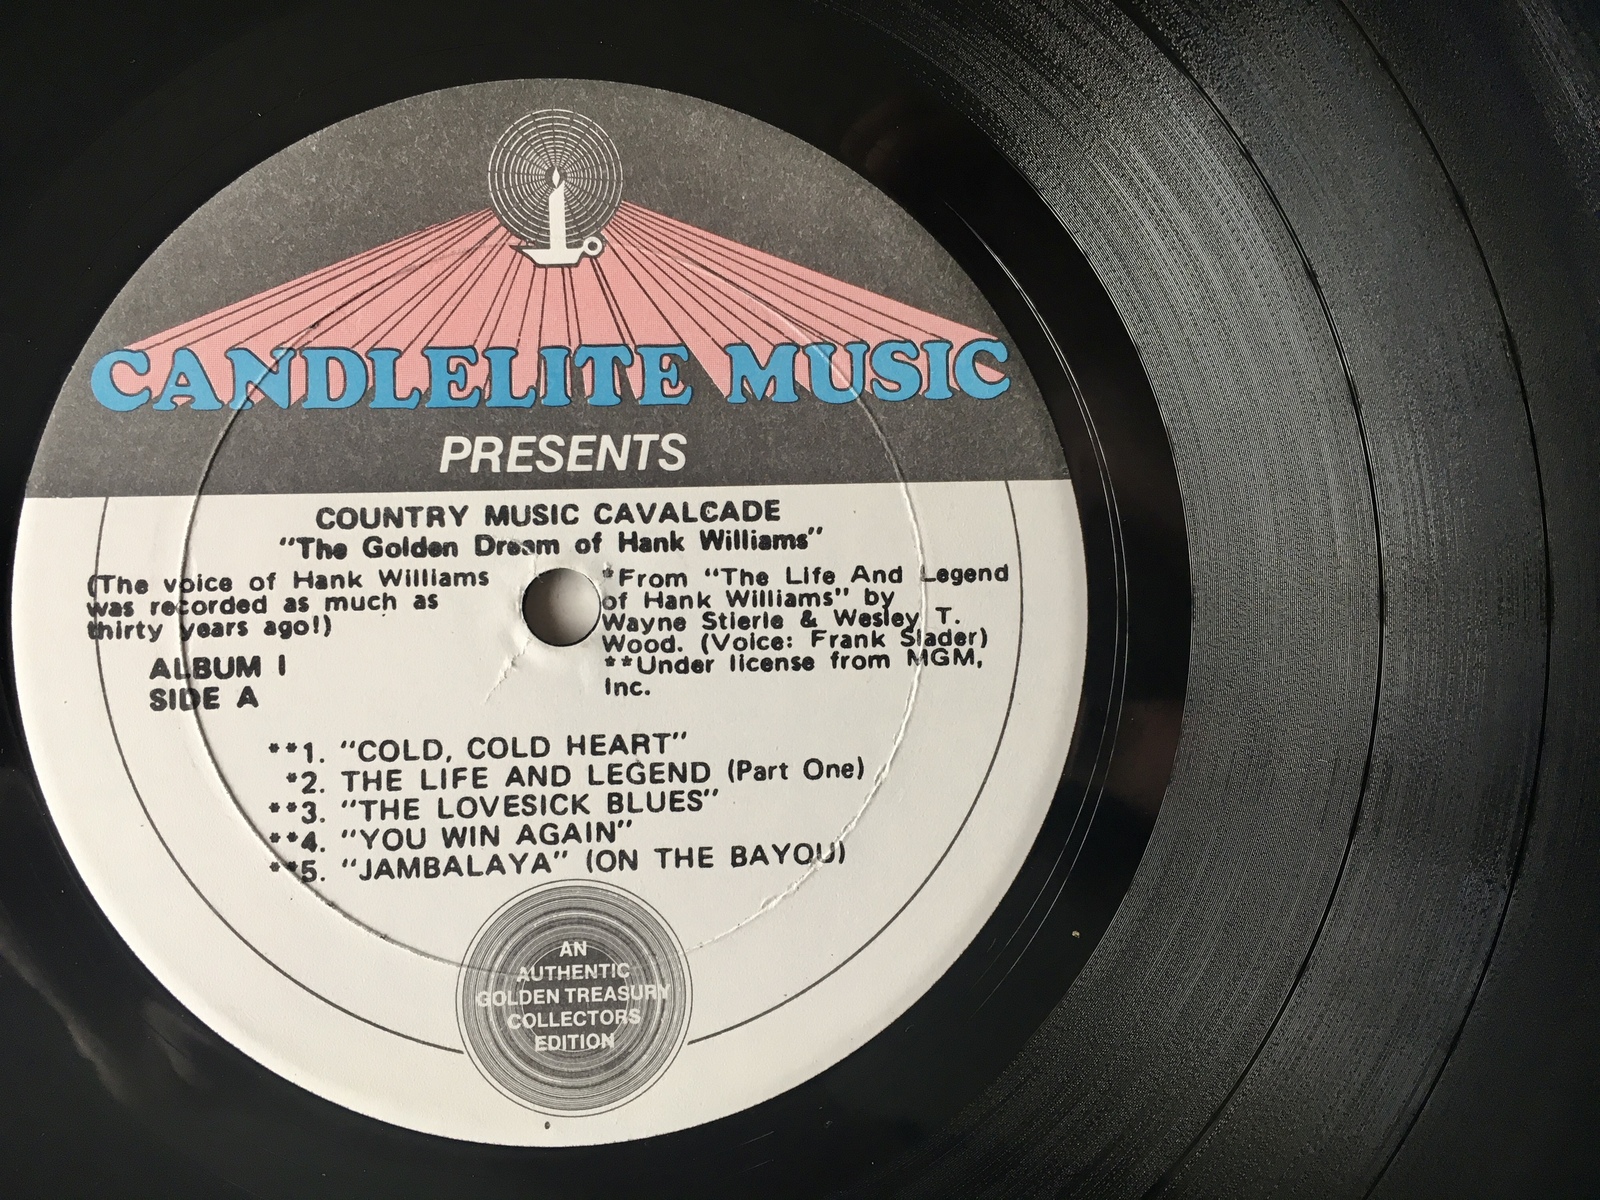 CANDLELITE MUSIC
PRESENTS
COUNTRY MUSIC CAVALCADE
"The Golden Dream of Hank Williams"
(The voice of Hank Williams
was recorded as much as
thirty years ago!)
*From "The Life And Legend
of Hank Williams" by
Wayne Stierle & Wesley T.
Wood. (Voice: Frank Slader)
**Under license from MGM,
Inc.
ALBUM I
SIDE A
**1. "COLD, COLD HEART"
*2. THE LIFE AND LEGEND (Part One)
**3. "THE LOVESICK BLUES"
**4. "YOU WIN AGAIN"
**5. "JAMBALAYA" (ON THE BAYOU)
AN
AUTHENTIC
GOLDEN TREASURY
COLLECTORS
EDITION